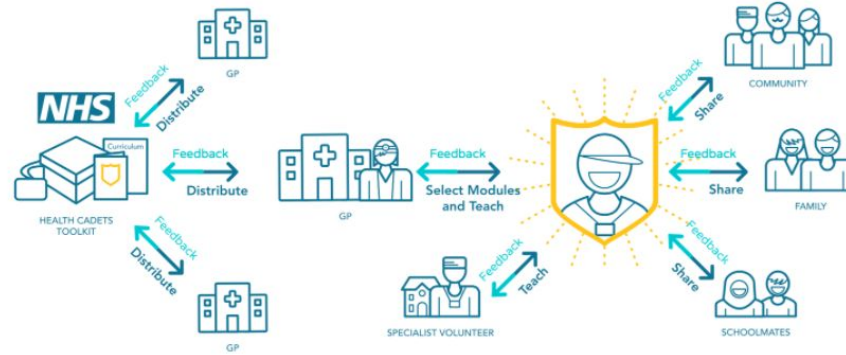 NHS
Curriculum
HEALTH CADETS
TOOLKIT
Feedback
Distribute
GP
Feedback
Distribute
GP
Feedback
Distribute
GP
Feedback
Select Modules
and Teach
Feedback
Teach
SPECIALIST VOLUNTEER
Feedback
Share
COMMUNITY
Feedback
Share
FAMILY
Feedback
Share
SCHOOLMATES